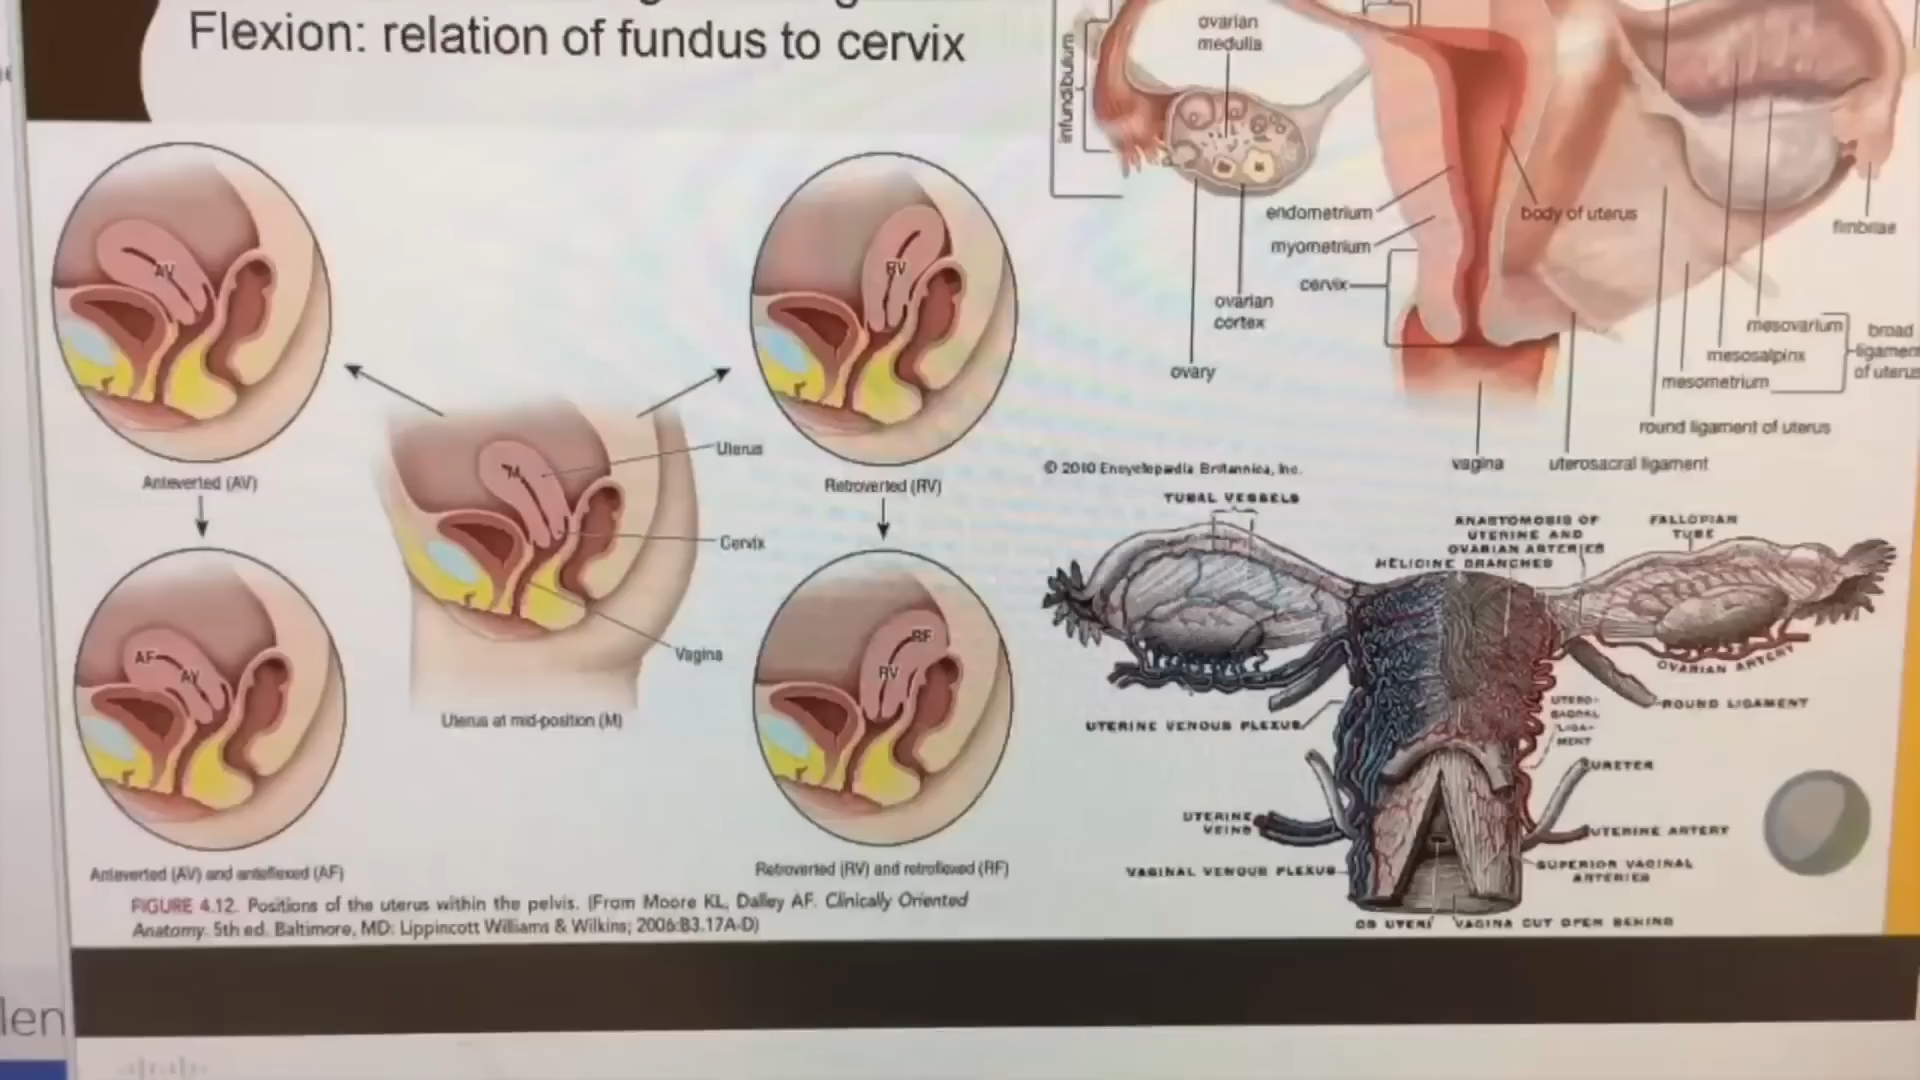 Flexion: relation of fundus to cervix
AV
Anteverted (AV)
AF
AV
Anteverted (AV) and anteflexed (AF)
M
Uterus
Cervix
Vagina
Uterus at mid-position (M)
RV
Retroverted (RV)
RF
RV
Retroverted (RV) and retroflexed (RF)
FIGURE 4.12. Positions of the uterus within the pelvis. (From Moore KL, Dalley AF. Clinically Oriented
Anatomy. 5th ed. Baltimore, MD: Lippincott Williams & Wilkins; 2006:B3.17A-D)
infundibulum
ovarian
medulla
endometrium
myometrium
cervix
ovarian
cortex
ovary
body of uterus
fimbriae
mesovarium
mesosalpinx
mesometrium
broad
ligament
of uterus
round ligament of uterus
vagina
uterosacral ligament
© 2010 Encyclopædia Britannica, Inc.
TUBAL VESSELS
ANASTOMOSIS OF
UTERINE AND
OVARIAN ARTERIES
HELICINE BRANCHES
FALLOPIAN
TUBE
OVARIAN ARTERY
ROUND LIGAMENT
UTERINE VENOUS PLEXUS
UTERO-
SACRAL
LIGA-
MENT
URETER
UTERINE
VEINS
UTERINE ARTERY
VAGINAL VENOUS PLEXUS
SUPERIOR VAGINAL
ARTERIES
OS UTERI
VAGINA CUT OPEN BEHIND
len